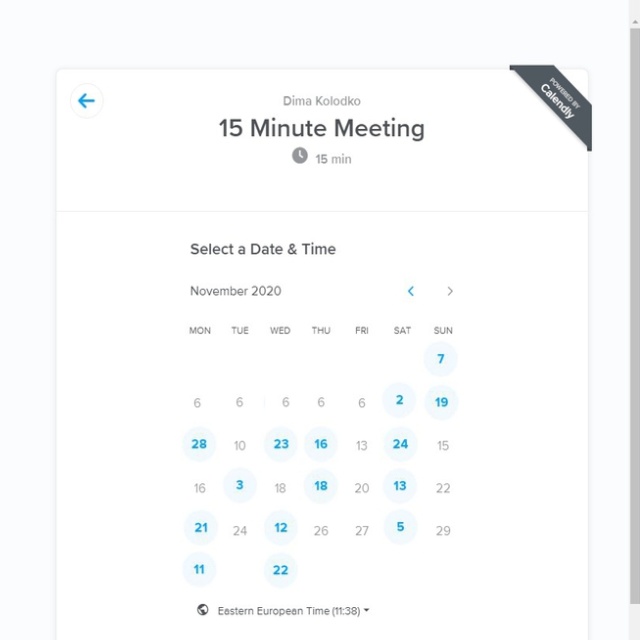 POWERED BY
Calendly
Dima Kolodko
15 Minute Meeting
15 min
Select a Date & Time
November 2020
MON TUE WED THU FRI SAT SUN
7
6 6 6 6 6 2 19
28 10 23 16 13 24 15
16 3 18 18 20 13 22
21 24 12 26 27 5 29
11 22
Eastern European Time (11:38)